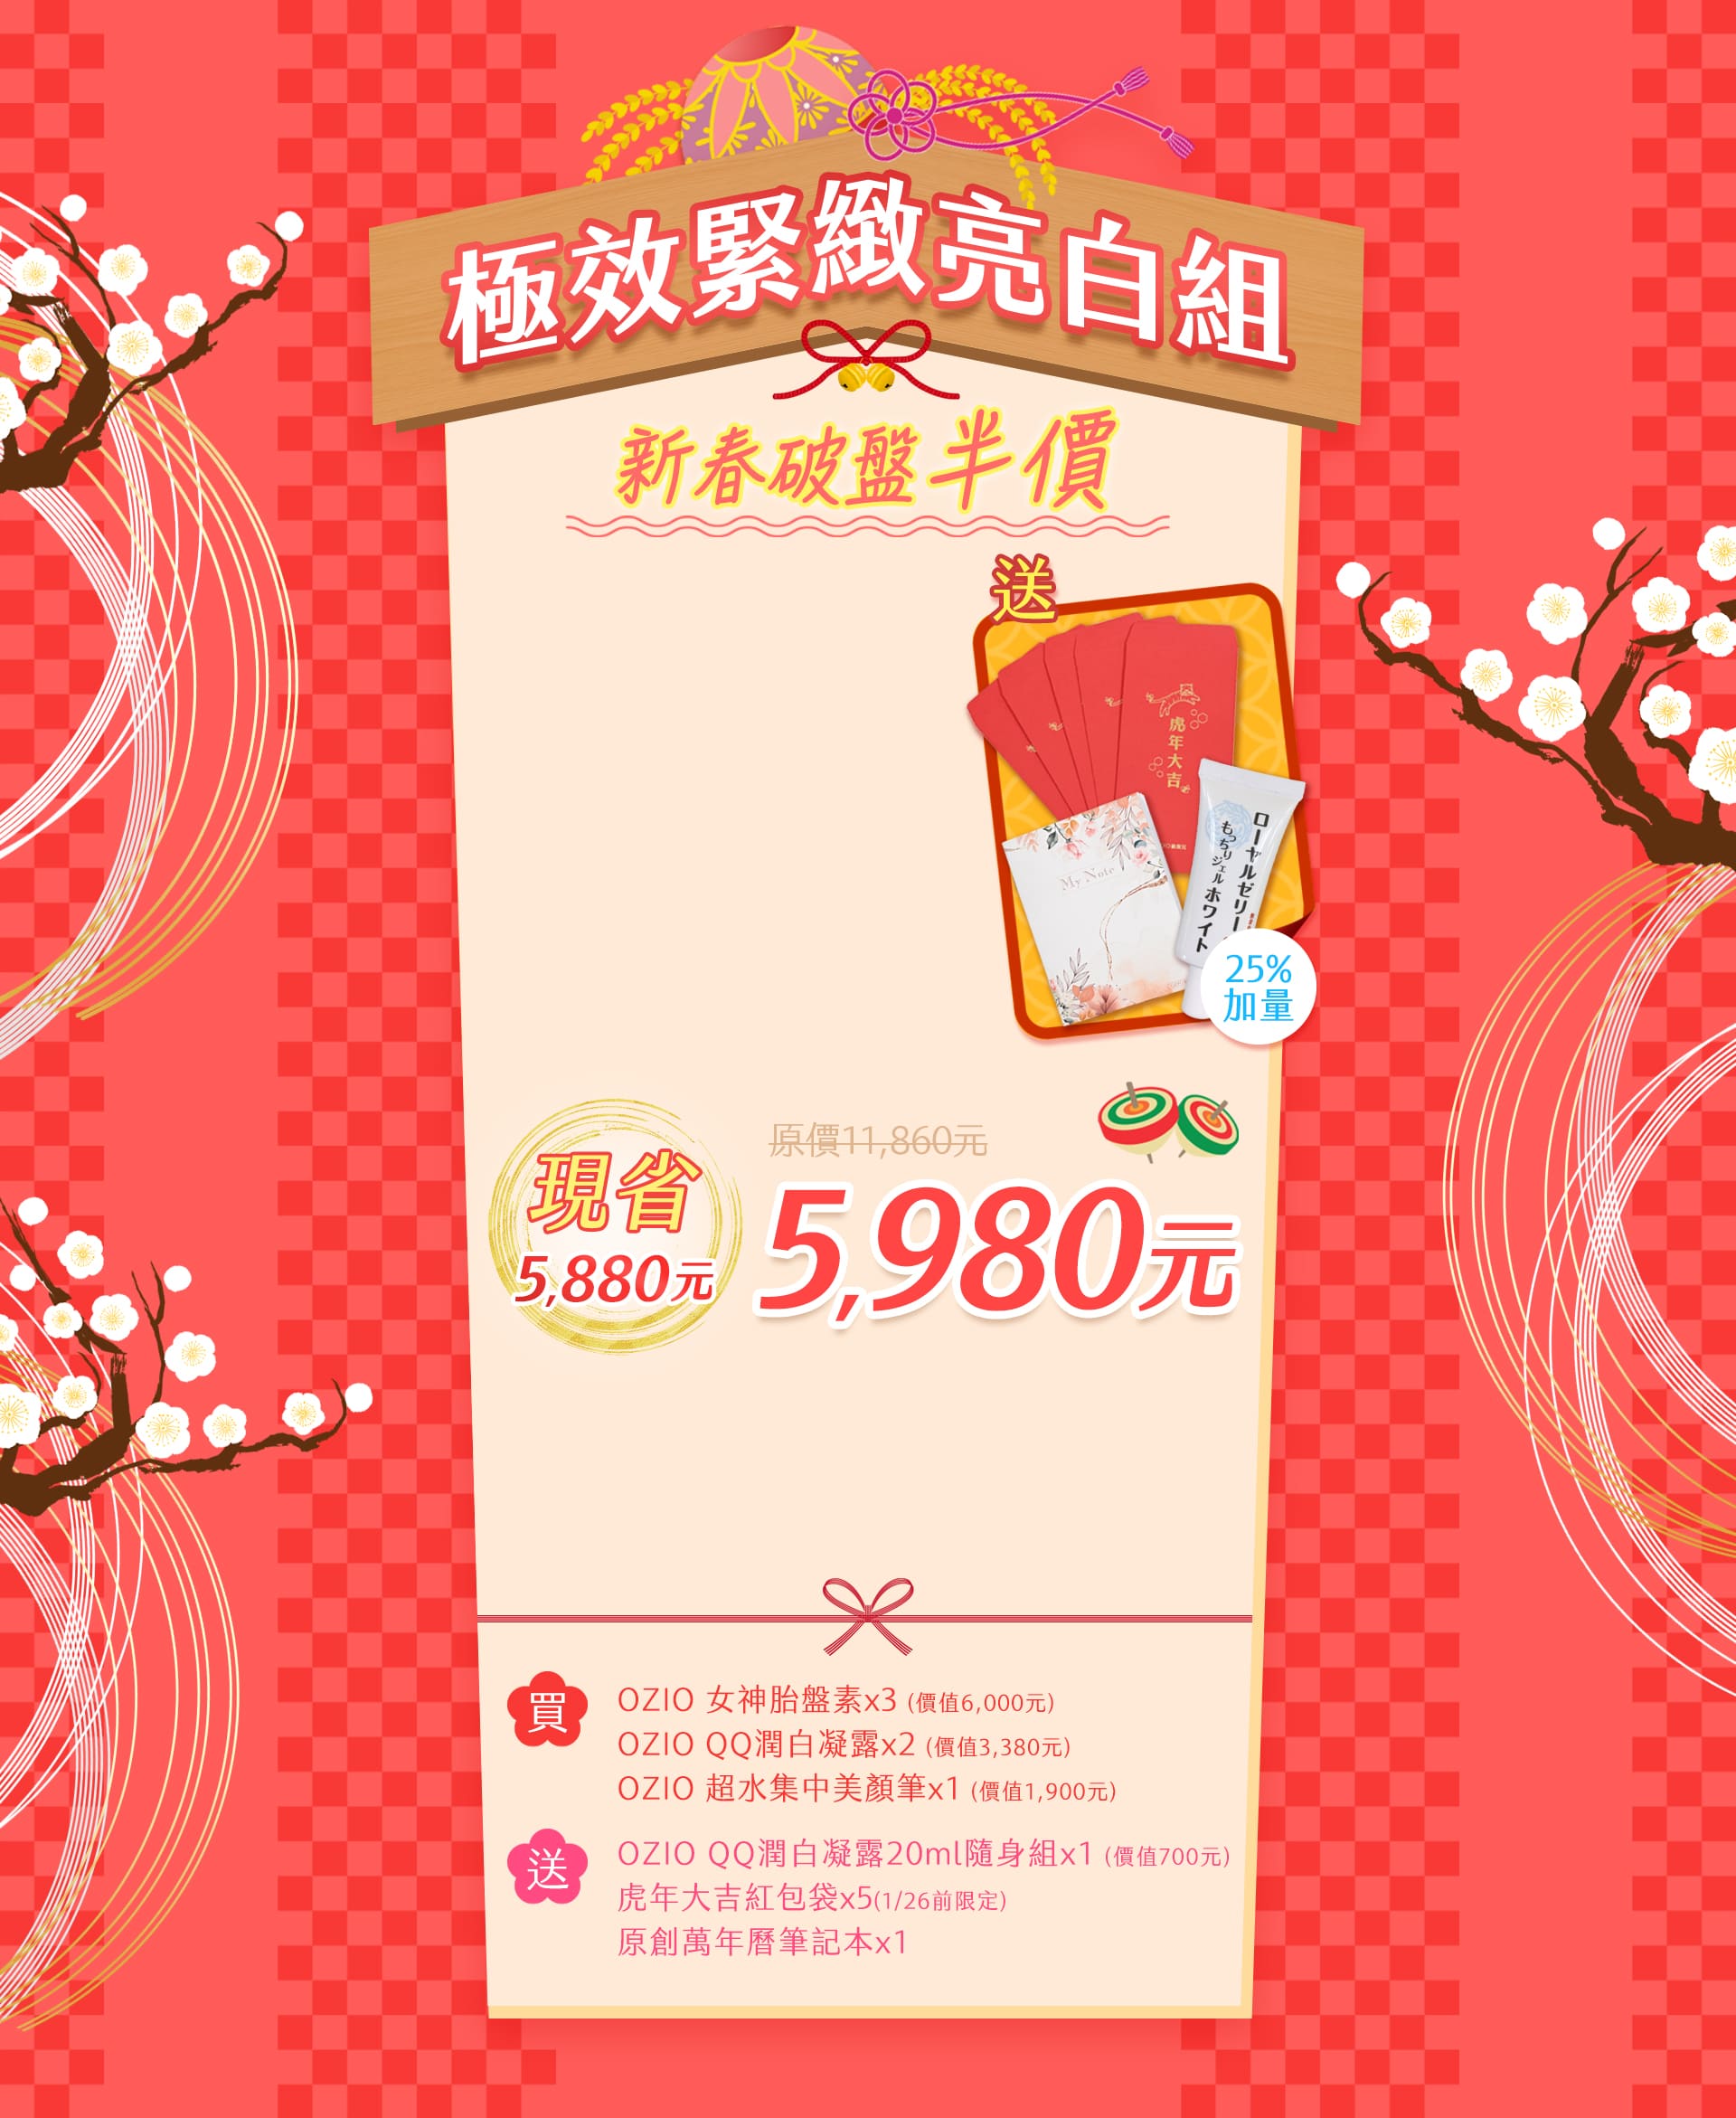 極效緊緻亮白組
新春破盤半價
送
虎年大吉
My Note
ローヤルゼリー
もっちりジェルホワイト
25%
加量
現省
5,880元
原價11,860元
5,980元
買
OZIO 女神胎盤素x3 (價值6,000元)
OZIO QQ潤白凝露x2 (價值3,380元)
OZIO 超水集中美顏筆x1 (價值1,900元)
送
OZIO QQ潤白凝露20ml隨身組x1 (價值700元)
虎年大吉紅包袋x5(1/26前限定)
原創萬年曆筆記本x1